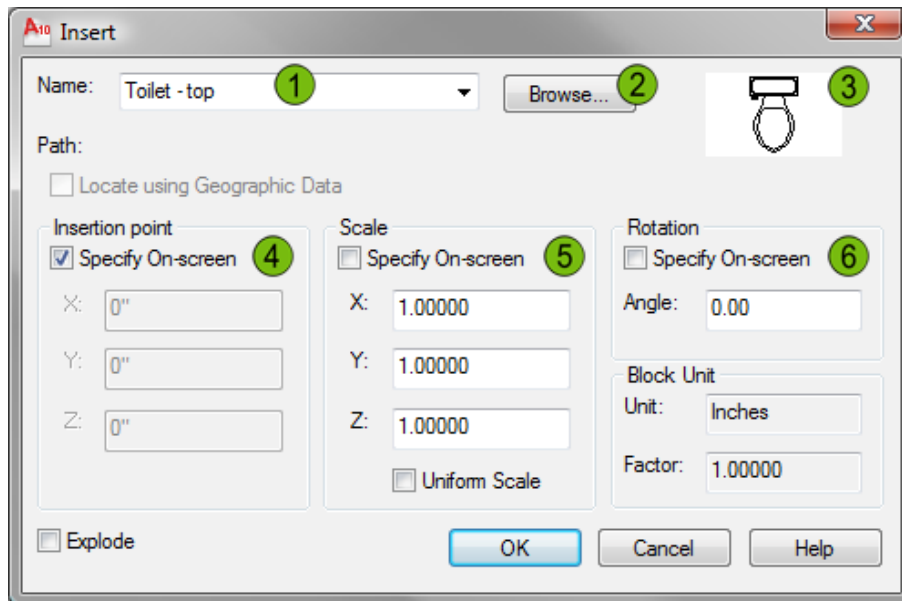 A10 Insert
Name: Toilet - top 1 Browse... 2 3
Path:
Locate using Geographic Data
Insertion point Scale Rotation
Specify On-screen 4 Specify On-screen 5 Specify On-screen 6
X: 0" X: 1.00000 Angle: 0.00
Y: 0" Y: 1.00000
Block Unit
Z: 0" Z: 1.00000 Unit: Inches
Uniform Scale Factor: 1.00000
Explode OK Cancel Help